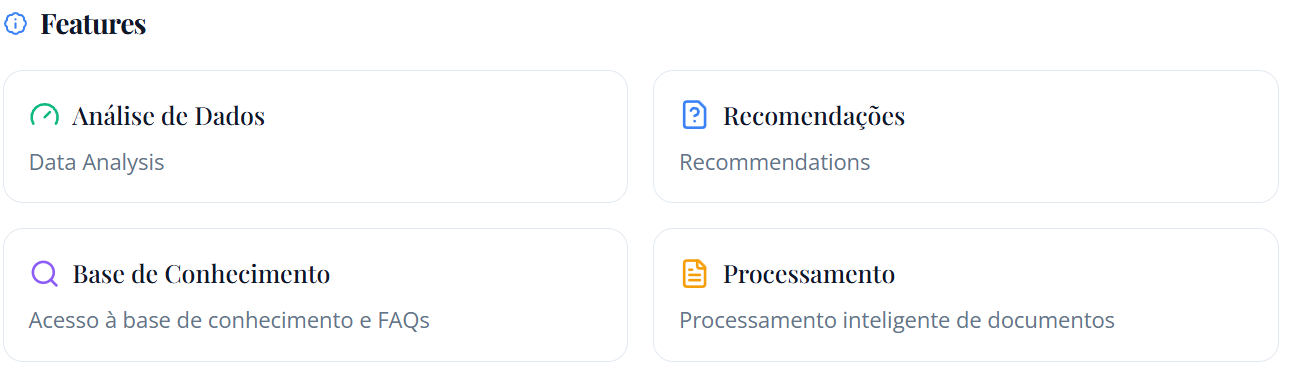 Features
Análise de Dados
Data Analysis
Recomendações
Recommendations
Base de Conhecimento
Acesso à base de conhecimento e FAQs
Processamento
Processamento inteligente de documentos